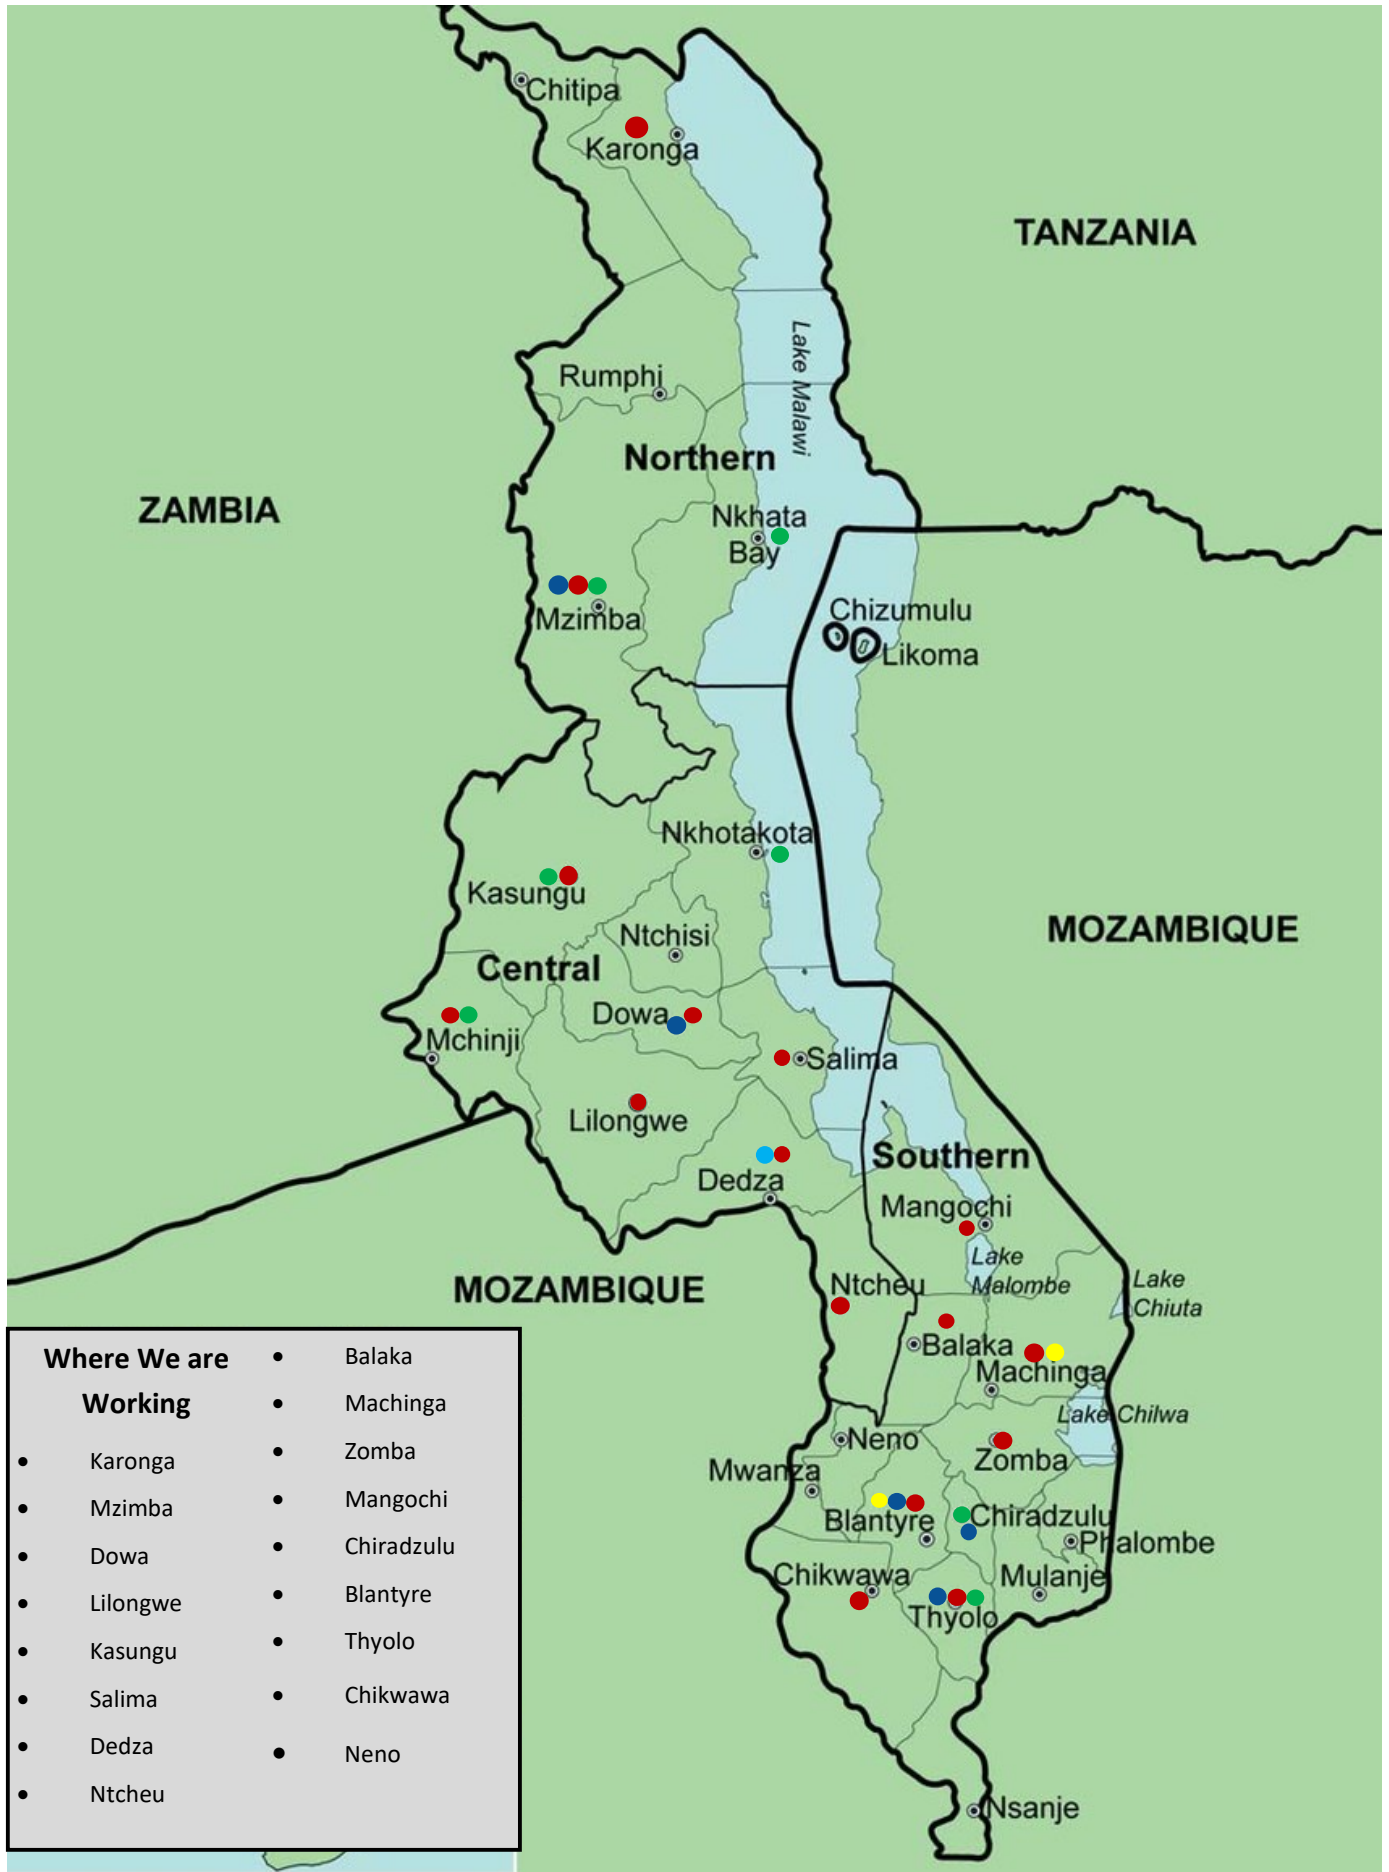 Chitipa
Karonga
TANZANIA
Lake Malawi
Rumphi
Northern
ZAMBIA
Nkhata
Bay
Mzimba
Chizumulu
Likoma
Nkhotakota
Kasungu
MOZAMBIQUE
Ntchisi
Central
Dowa
Mchinji
Salima
Lilongwe
Southern
Dedza
Mangochi
Lake
Malombe
Lake
Chiuta
MOZAMBIQUE
Ntcheu
Balaka
Machinga
Lake Chilwa
Neno
Zomba
Mwanza
Blantyre
Chiradzulu
Phalombe
Chikwawa
Mulanje
Thyolo
Nsanje
Where We are
Working
• Karonga
• Mzimba
• Dowa
• Lilongwe
• Kasungu
• Salima
• Dedza
• Ntcheu
• Balaka
• Machinga
• Zomba
• Mangochi
• Chiradzulu
• Blantyre
• Thyolo
• Chikwawa
• Neno